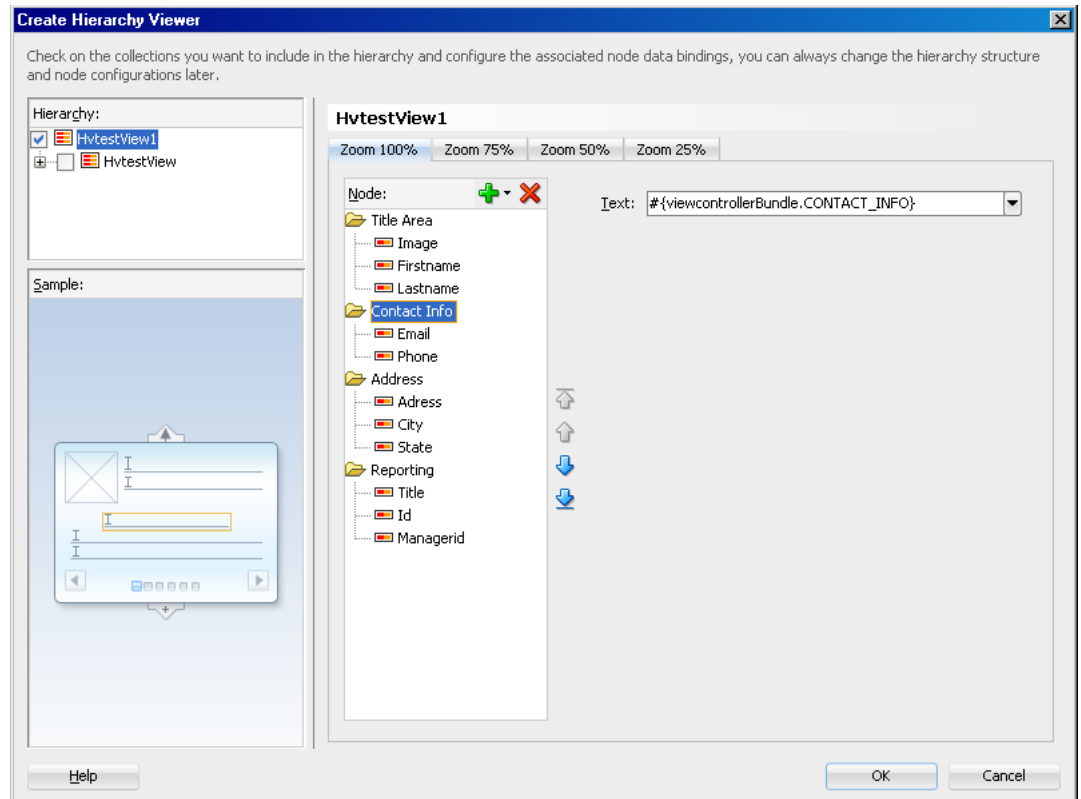 Create Hierarchy Viewer
Check on the collections you want to include in the hierarchy and configure the associated node data bindings, you can always change the hierarchy structure
and node configurations later.
Hierarchy:
HvtestView1
HvtestView
Sample:
HvtestView1
Zoom 100% Zoom 75% Zoom 50% Zoom 25%
Node:
Title Area
Image
Firstname
Lastname
Contact Info
Email
Phone
Address
Adress
City
State
Reporting
Title
Id
Managerid
Text: #{viewcontrollerBundle.CONTACT_INFO}
Help
OK
Cancel